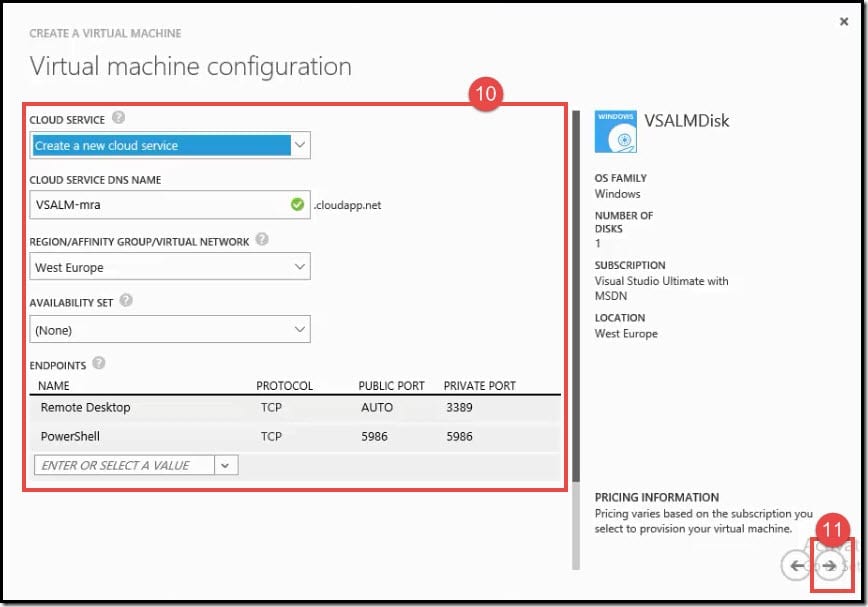 CREATE A VIRTUAL MACHINE
×
Virtual machine configuration
10
CLOUD SERVICE ?
Create a new cloud service
CLOUD SERVICE DNS NAME
VSALM-mra .cloudapp.net
REGION/AFFINITY GROUP/VIRTUAL NETWORK ?
West Europe
AVAILABILITY SET ?
(None)
ENDPOINTS ?
NAME PROTOCOL PUBLIC PORT PRIVATE PORT
Remote Desktop TCP AUTO 3389
PowerShell TCP 5986 5986
ENTER OR SELECT A VALUE
WINDOWS
VSALMDisk
OS FAMILY
Windows
NUMBER OF
DISKS
1
SUBSCRIPTION
Visual Studio Ultimate with
MSDN
LOCATION
West Europe
PRICING INFORMATION
Pricing varies based on the subscription you
select to provision your virtual machine.
11